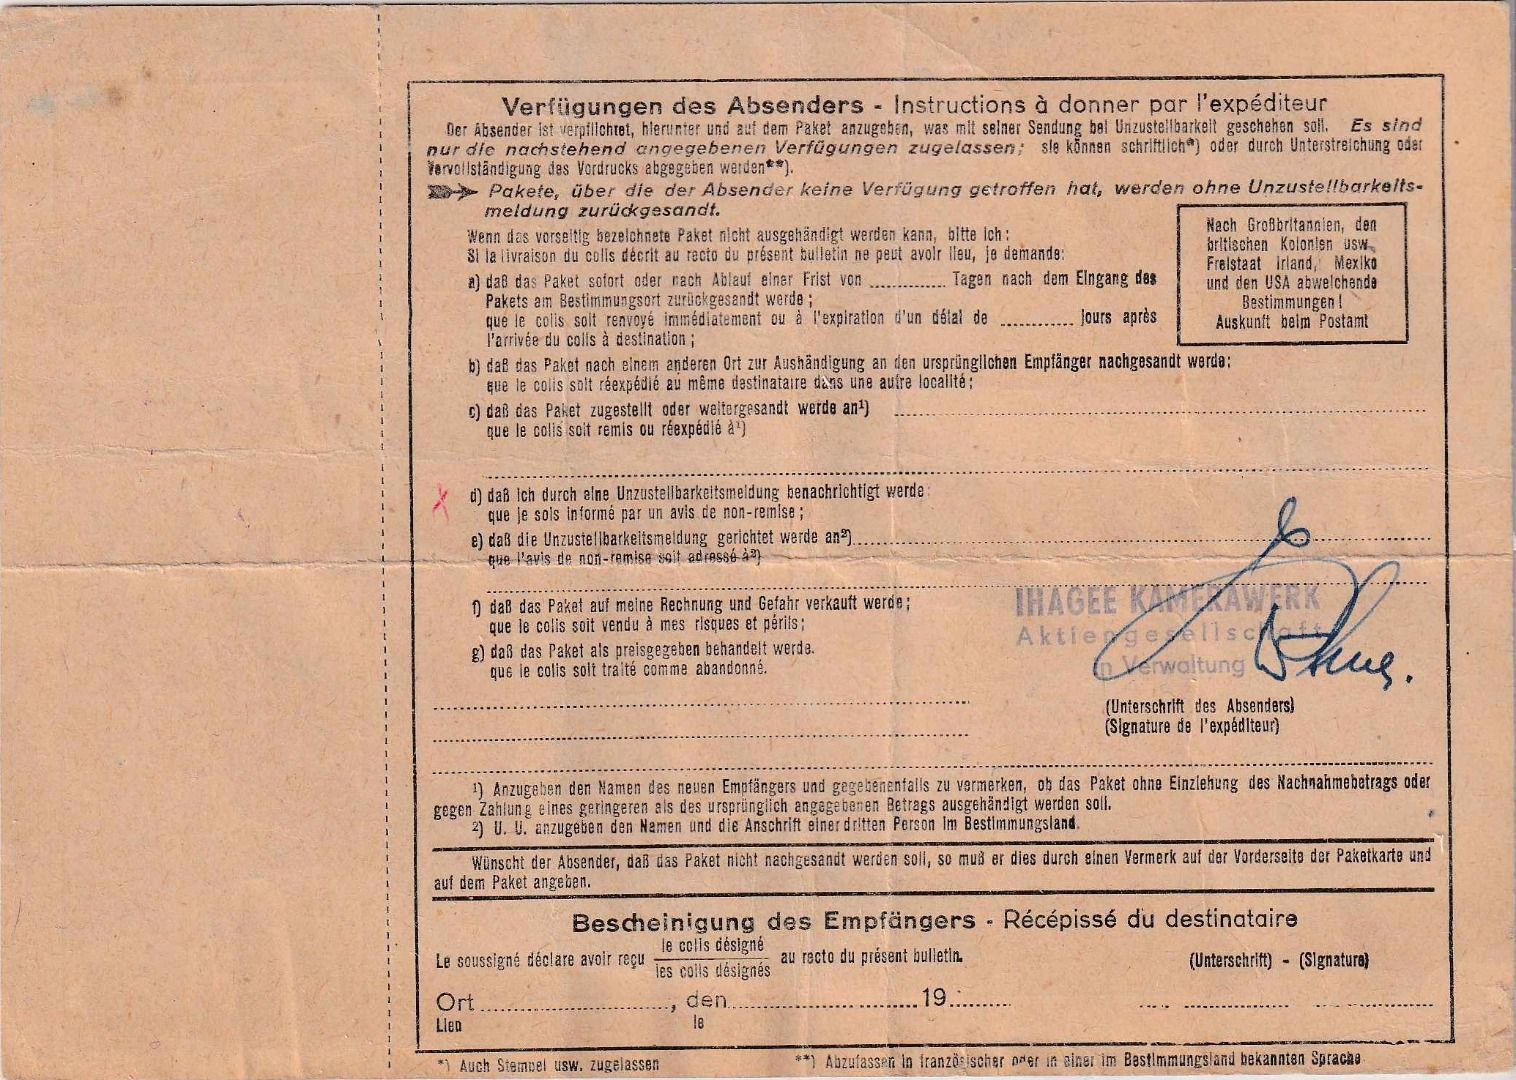 Verfügungen des Absenders - Instructions à donner par l'expéditeur
Der Absender ist verpflichtet, hierunter und auf dem Paket anzugeben, was mit seiner Sendung bei Unzustellbarkeit geschehen soll. Es sind
nur die nachstehend angegebenen Verfügungen zugelassen; sie können schriftlich*) oder durch Unterstreichung oder
Vervollständigung des Vordrucks abgegeben werden**).
Pakete, über die der Absender keine Verfügung getroffen hat, werden ohne Unzustellbarkeits-
meldung zurückgesandt.
Nach Großbritannien, den
britischen Kolonien usw.
Freistaat Irland, Mexiko
und den USA abweichende
Bestimmungen!
Auskunft beim Postamt
Wenn das vorseitig bezeichnete Paket nicht ausgehändigt werden kann, bitte ich:
Si la livraison du colis décrit au recto du présent bulletin ne peut avoir lieu, je demande:
a) daß das Paket sofort oder nach Ablauf einer Frist von ............ Tagen nach dem Eingang des
Pakets am Bestimmungsort zurückgesandt werde;
que le colis soit renvoyé immédiatement ou à l'expiration d'un délai de ............ jours après
l'arrivée du colis à destination;
b) daß das Paket nach einem anderen Ort zur Aushändigung an den ursprünglichen Empfänger nachgesandt werde;
que le colis soit réexpédié au même destinataire dans une autre localité;
c) daß das Paket zugestellt oder weitergesandt werde an¹)
que le colis soit remis ou réexpédié à¹)
X d) daß ich durch eine Unzustellbarkeitsmeldung benachrichtigt werde:
que je sois informé par un avis de non-remise;
e) daß die Unzustellbarkeitsmeldung gerichtet werde an²)
que l'avis de non-remise soit adressé à²)
f) daß das Paket auf meine Rechnung und Gefahr verkauft werde;
que le colis soit vendu à mes risques et périls;
g) daß das Paket als preisgegeben behandelt werde.
que le colis soit traité comme abandonné.
IHAGEE KAMERAWERK
Aktiengesellschaft
in Verwaltung
(Unterschrift des Absenders)
(Signature de l'expéditeur)
¹) Anzugeben den Namen des neuen Empfängers und gegebenenfalls zu vermerken, ob das Paket ohne Einziehung des Nachnahmebetrags oder
gegen Zahlung eines geringeren als des ursprünglich angegebenen Betrags ausgehändigt werden soll.
²) U. U. anzugeben den Namen und die Anschrift einer dritten Person im Bestimmungsland.
Wünscht der Absender, daß das Paket nicht nachgesandt werden soll, so muß er dies durch einen Vermerk auf der Vorderseite der Paketkarte und
auf dem Paket angeben.
Bescheinigung des Empfängers - Récépissé du destinataire
le colis désigné
Le soussigné déclare avoir reçu au recto du présent bulletin.
les colis désignés
(Unterschrift) - (Signature)
Ort ............, den ............ 19 ............
Lieu le
*) Auch Stempel usw. zugelassen
**) Abzufassen in französischer oder in einer im Bestimmungsland bekannten Sprache